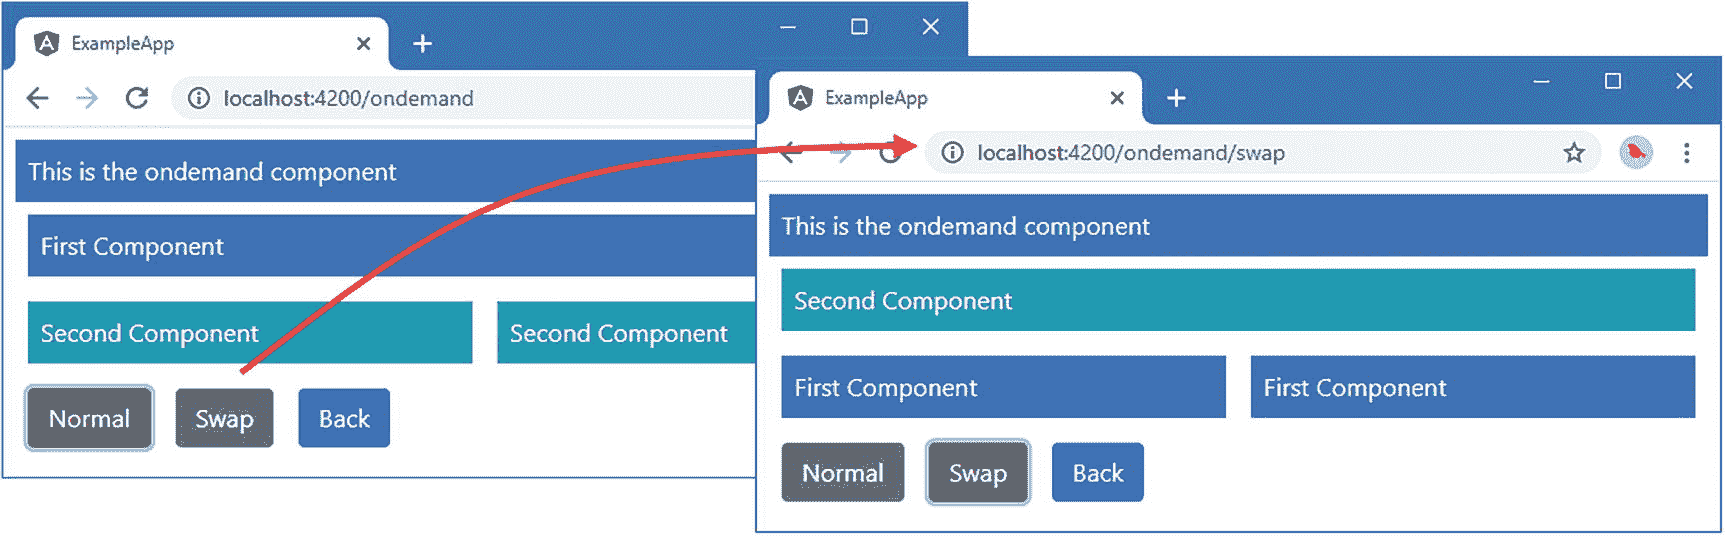 ExampleApp
localhost:4200/ondemand
This is the ondemand component
First Component
Second Component Second Component
Normal Swap Back
ExampleApp
localhost:4200/ondemand/swap
This is the ondemand component
Second Component
First Component First Component
Normal Swap Back